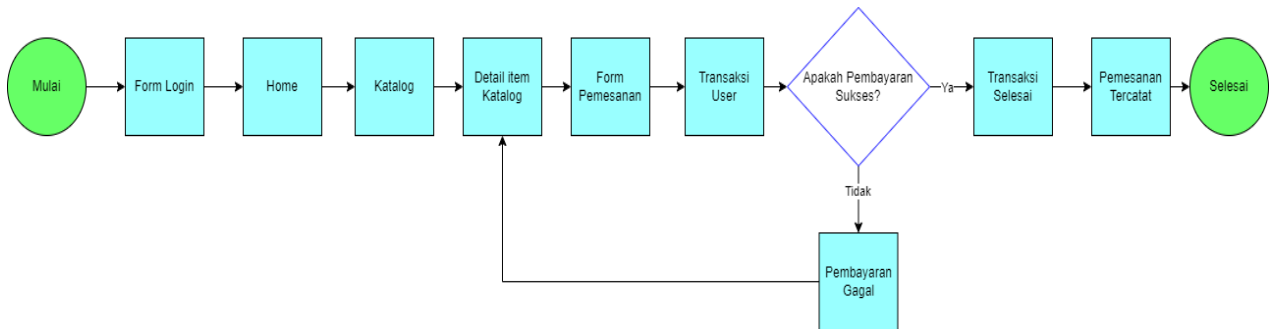 Mulai
Form Login
Home
Katalog
Detail item
Katalog
Form
Pemesanan
Transaksi
User
Apakah Pembayaran
Sukses?
Ya
Transaksi
Selesai
Pemesanan
Tercatat
Selesai
Tidak
Pembayaran
Gagal